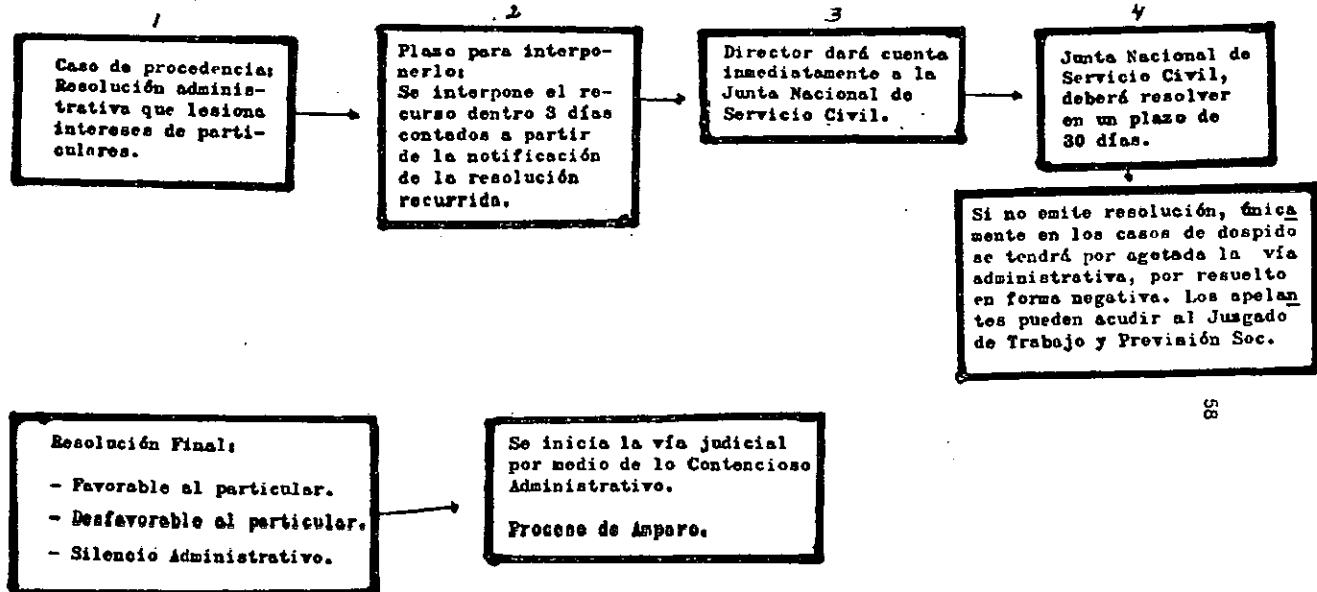 1
Caso de procedencia;
Resolución adminis-
trativa que lesiona
intereses de parti-
culares.
2
Plazo para interpo-
nerlo:
Se interpone el re-
curso dentro 3 días
contados a partir
de la notificación
de la resolución
recurrida.
3
Director dará cuenta
inmediatamente a la
Junta Nacional de
Servicio Civil.
4
Junta Nacional de
Servicio Civil,
deberá resolver
en un plazo de
30 días.
Si no emite resolución, única
mente en los casos de despido
se tendrá por agotada la vía
administrativa, por resuelto
en forma negativa. Los apelan
tes pueden acudir al Juzgado
de Trabajo y Previsión Soc.
58
Resolución Final:
- Favorable al particular.
- Desfavorable al particular.
- Silencio Administrativo.
Se inicia la vía judicial
por medio de lo Contencioso
Administrativo.
Proceso de Amparo.